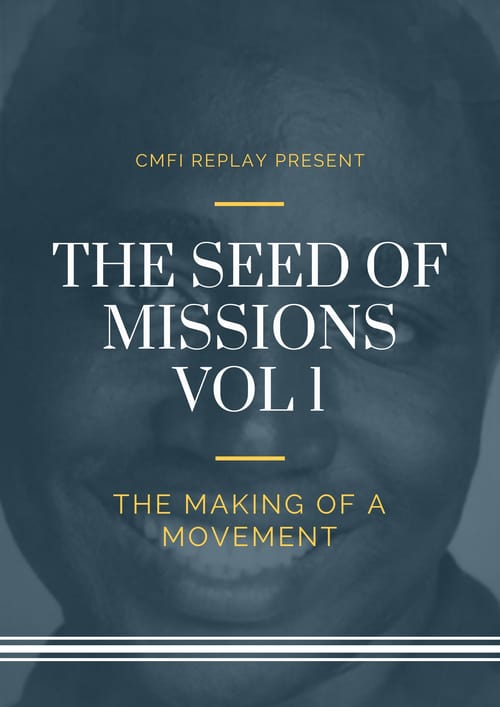 CMFI REPLAY PRESENT
THE SEED OF
MISSIONS
VOL 1
THE MAKING OF A
MOVEMENT